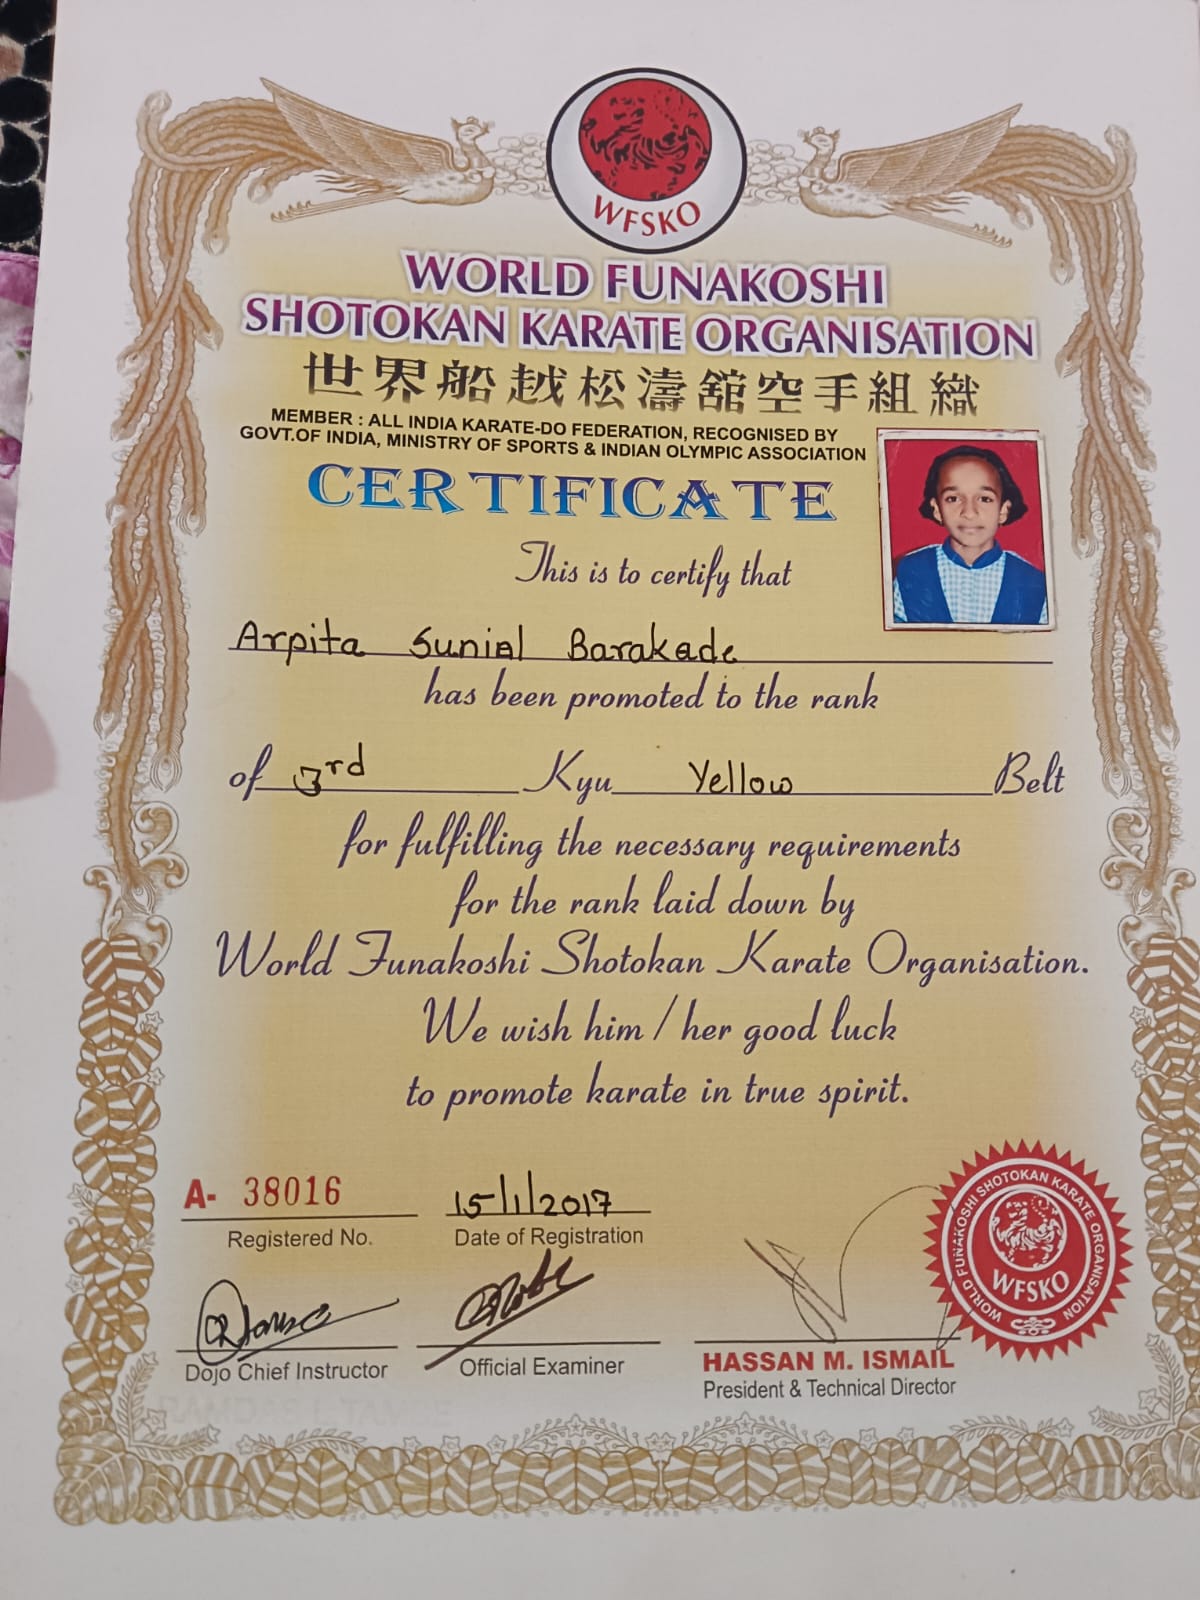 WFSKO
WORLD FUNAKOSHI
SHOTOKAN KARATE ORGANISATION
世界船越松濤舘空手組織
MEMBER : ALL INDIA KARATE-DO FEDERATION, RECOGNISED BY
GOVT.OF INDIA, MINISTRY OF SPORTS & INDIAN OLYMPIC ASSOCIATION
CERTIFICATE
This is to certify that
Arpita Barakade
has been promoted to the rank
of 3rd Kyu Yellow Belt
for fulfilling the necessary requirements
for the rank laid down by
World Funakoshi Shotokan Karate Organisation.
We wish him / her good luck
to promote karate in true spirit.
A- 38016
Registered No.
15/1/2017
Date of Registration
Dojo Chief Instructor
Official Examiner
HASSAN M. ISMAIL
President & Technical Director
WORLD FUNAKOSHI SHOTOKAN KARATE ORGANISATION
WFSKO